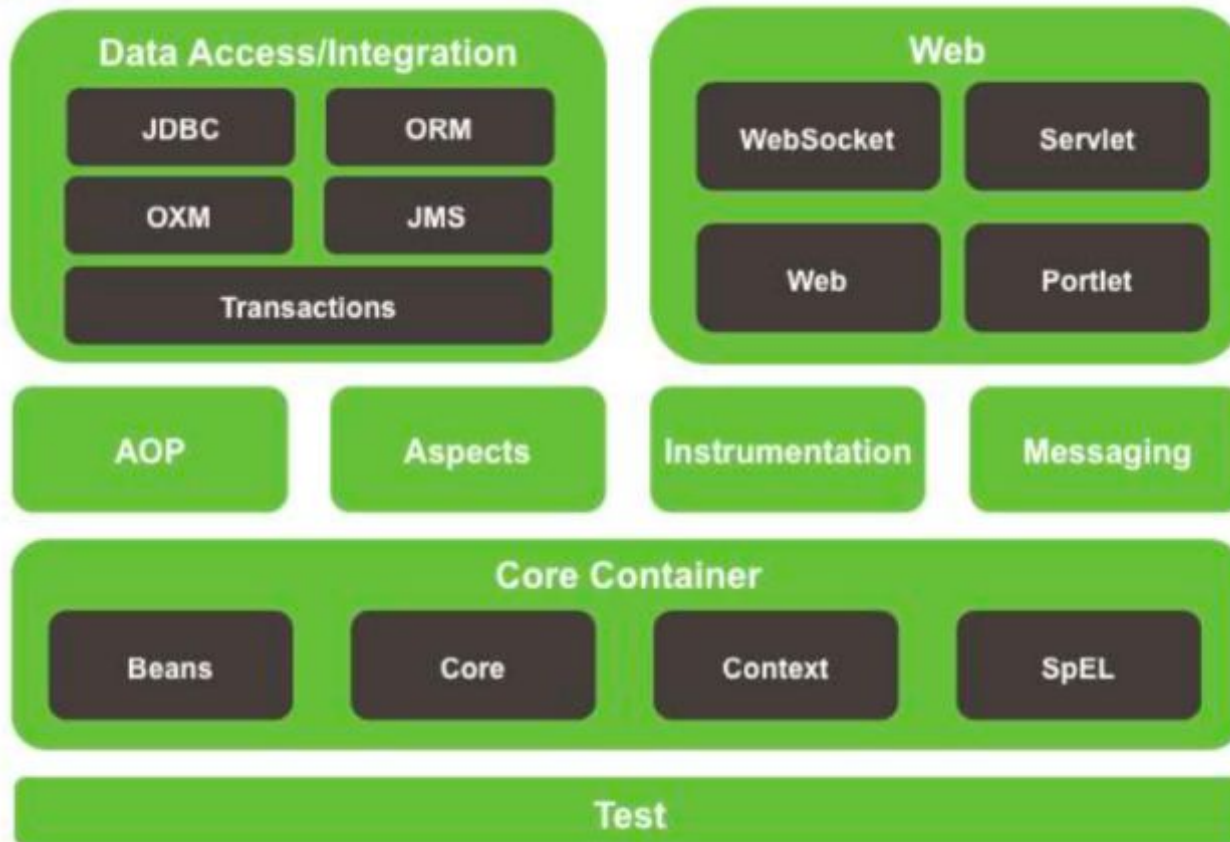 Data Access/Integration
JDBC
ORM
OXM
JMS
Transactions
Web
WebSocket
Servlet
Web
Portlet
AOP
Aspects
Instrumentation
Messaging
Core Container
Beans
Core
Context
SpEL
Test